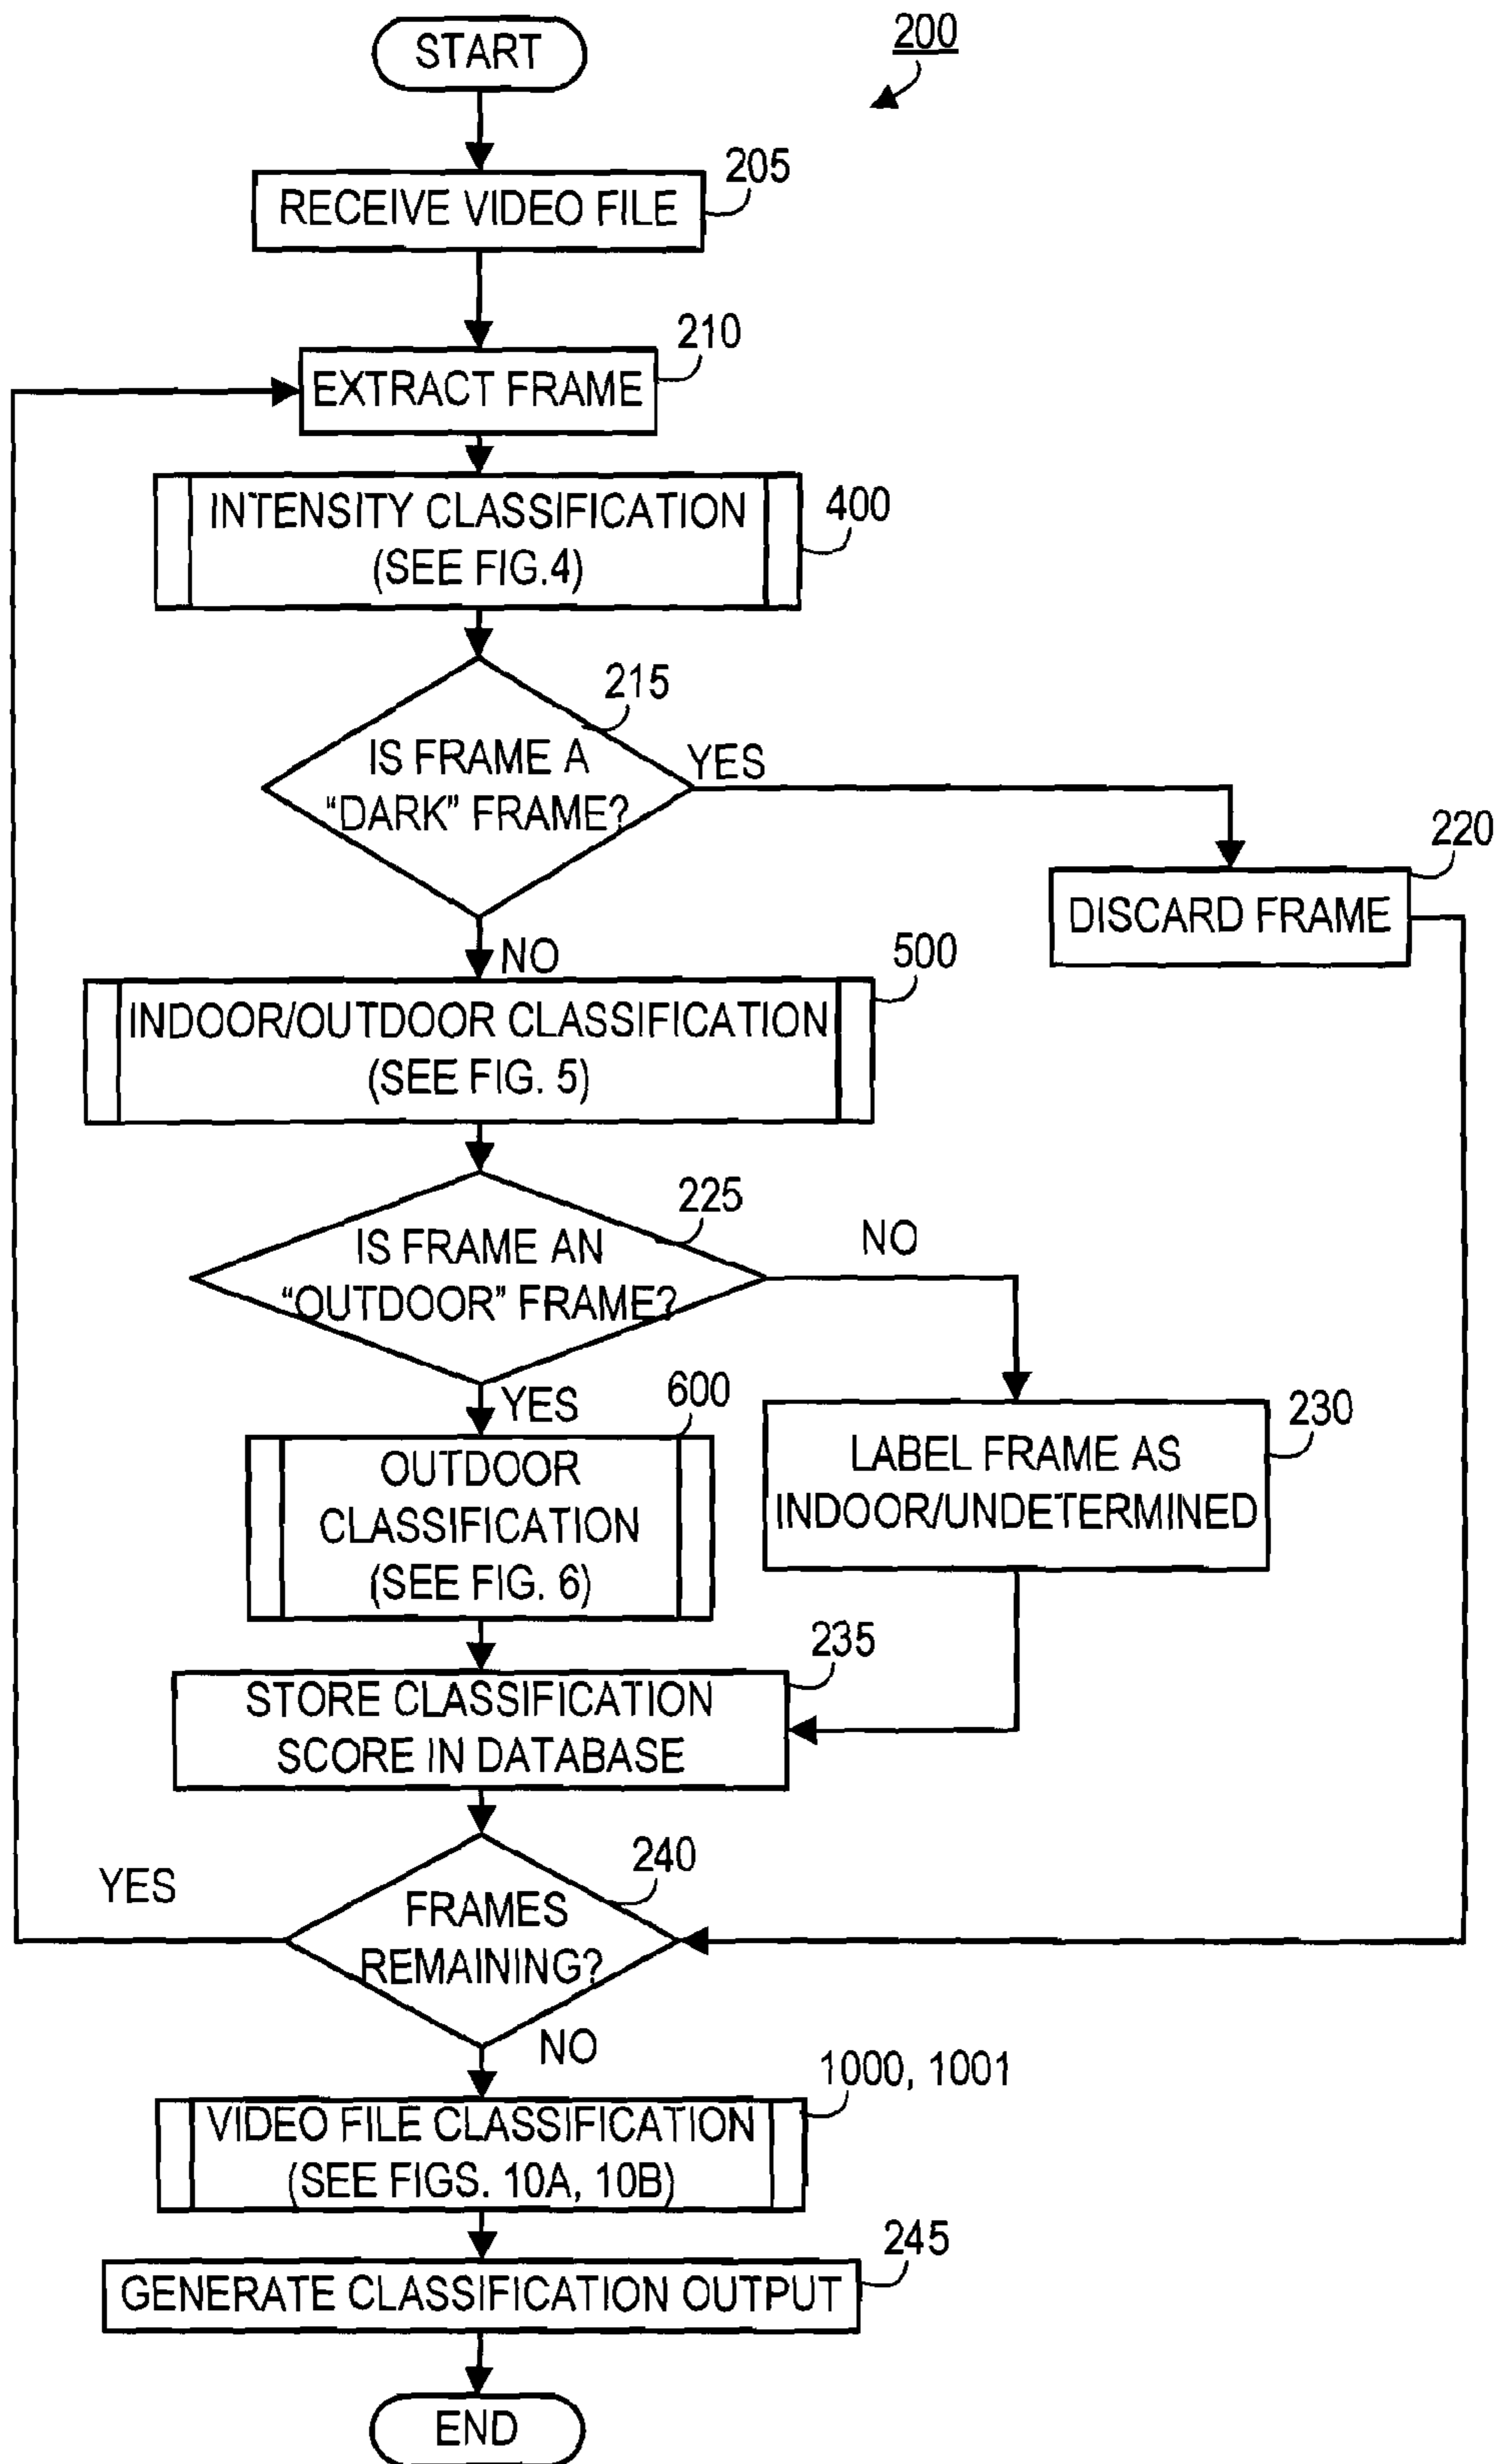 START
200
RECEIVE VIDEO FILE
205
EXTRACT FRAME
210
INTENSITY CLASSIFICATION
(SEE FIG.4)
400
215
IS FRAME A
“DARK” FRAME?
YES
220
DISCARD FRAME
NO
500
INDOOR/OUTDOOR CLASSIFICATION
(SEE FIG. 5)
225
IS FRAME AN
“OUTDOOR” FRAME?
NO
YES
600
OUTDOOR
CLASSIFICATION
(SEE FIG. 6)
230
LABEL FRAME AS
INDOOR/UNDETERMINED
235
STORE CLASSIFICATION
SCORE IN DATABASE
240
YES
FRAMES
REMAINING?
NO
1000, 1001
VIDEO FILE CLASSIFICATION
(SEE FIGS. 10A, 10B)
245
GENERATE CLASSIFICATION OUTPUT
END